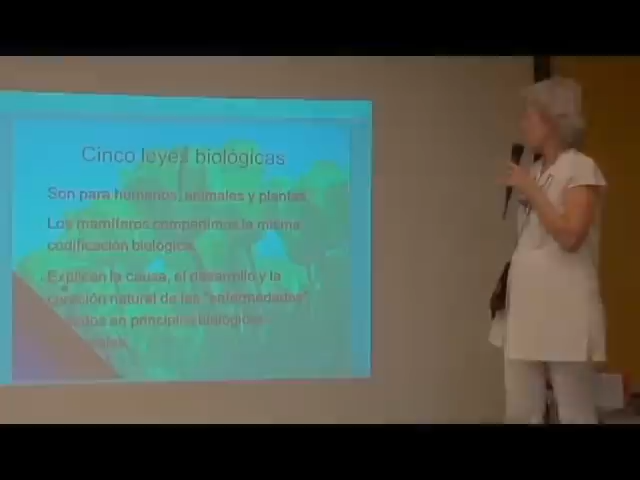 Cinco leyes biológicas
Son para humanos, animales y plantas.
Los mamíferos compartimos la misma
codificación biológica.
Explican la causa, el desarrollo y la
curación natural de las "enfermedades",
en principios biológicos